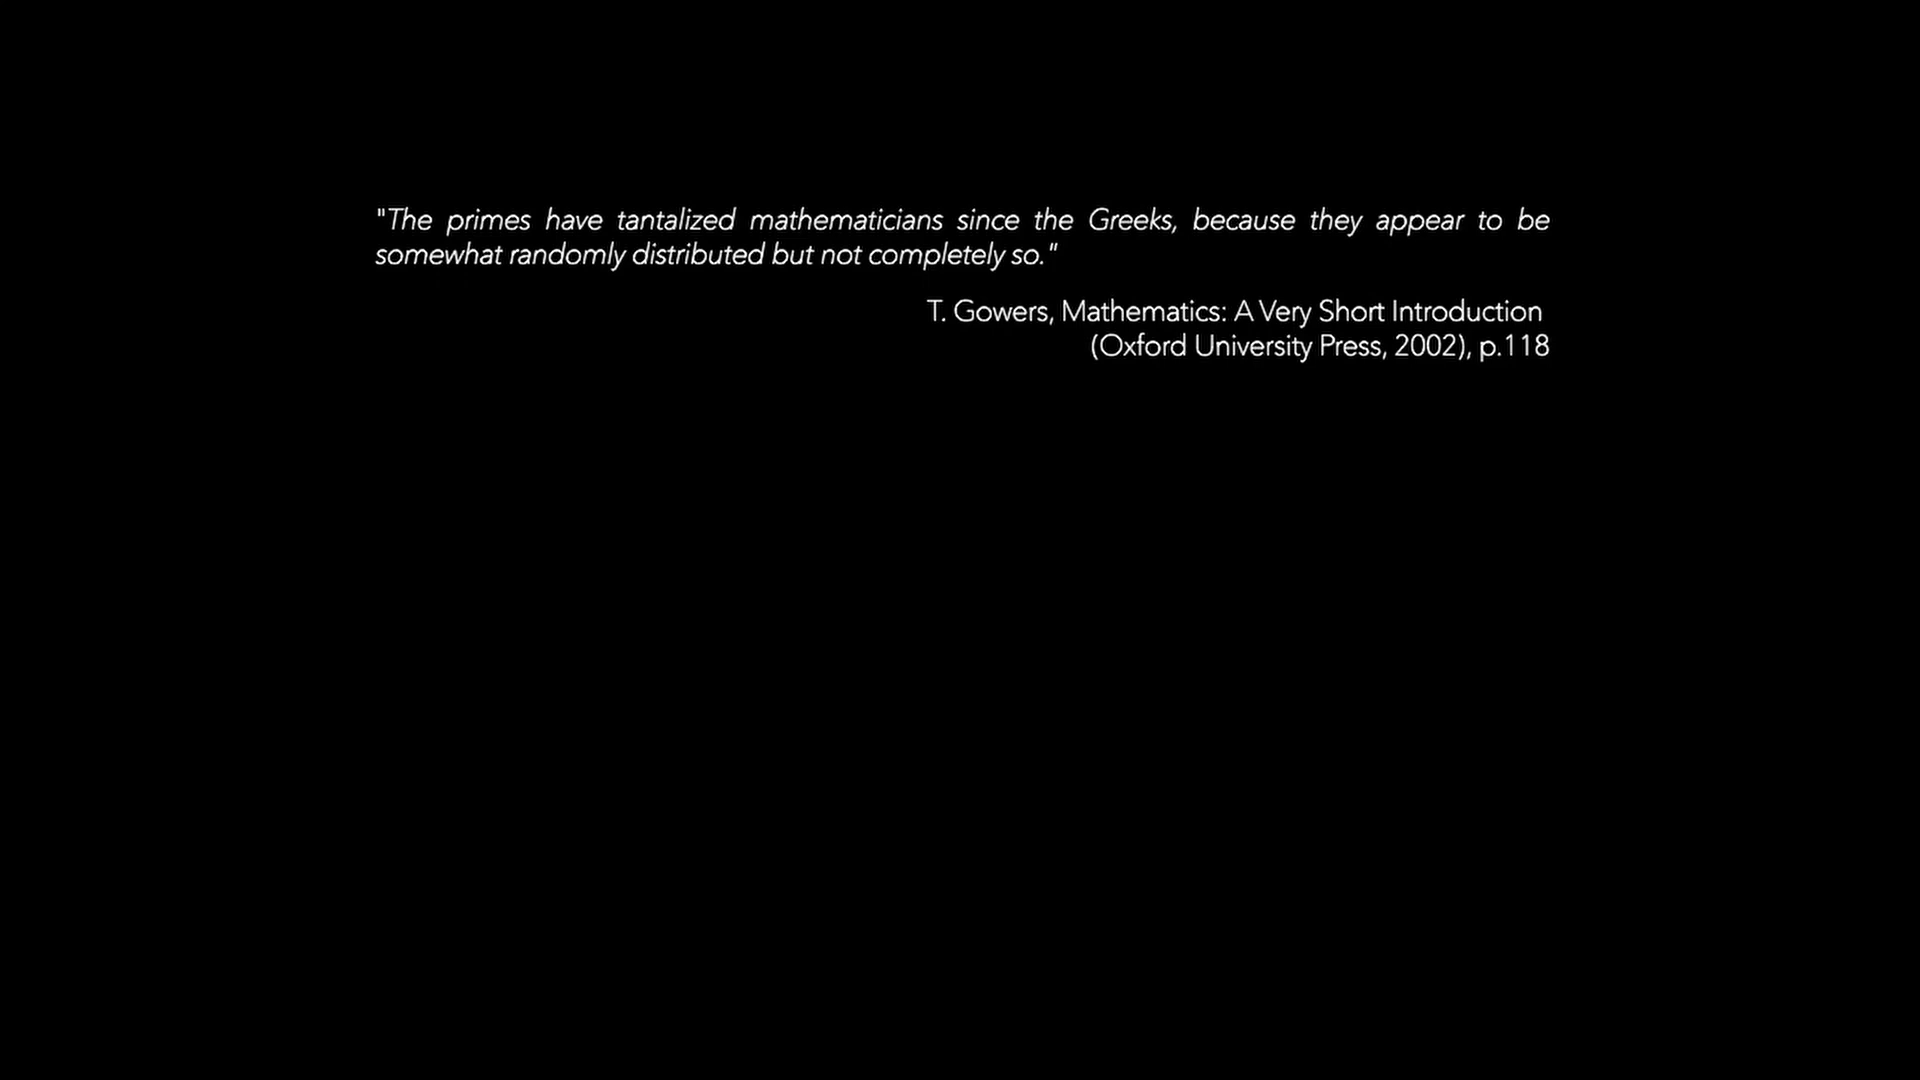 "The primes have tantalized mathematicians since the Greeks, because they appear to be
somewhat randomly distributed but not completely so."
T. Gowers, Mathematics: A Very Short Introduction
(Oxford University Press, 2002), p.118